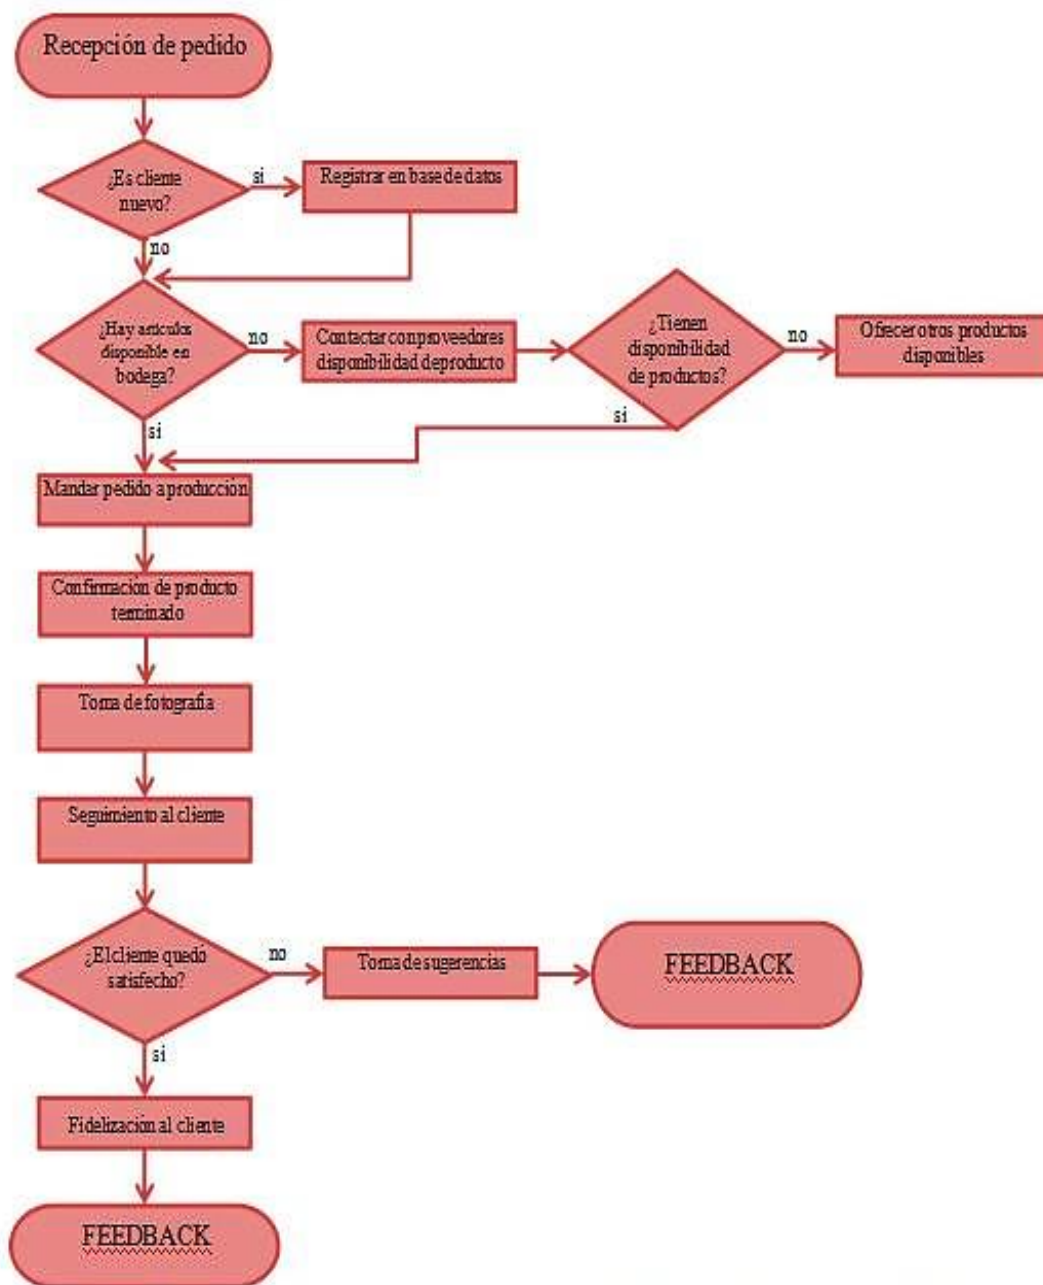 Recepción de pedido
¿Es cliente
nuevo?
si
Registrar en base de datos
no
¿Hay artículos
disponible en
bodega?
no
Contactar con proveedores
disponibilidad de producto
¿Tienen
disponibilidad
de productos?
no
Ofrecer otros productos
disponibles
si
si
Mandar pedido a producción
Confirmación de producto
terminado
Toma de fotografía
Seguimiento al cliente
¿El cliente quedó
satisfecho?
no
Toma de sugerencias
FEEDBACK
si
Fidelización al cliente
FEEDBACK